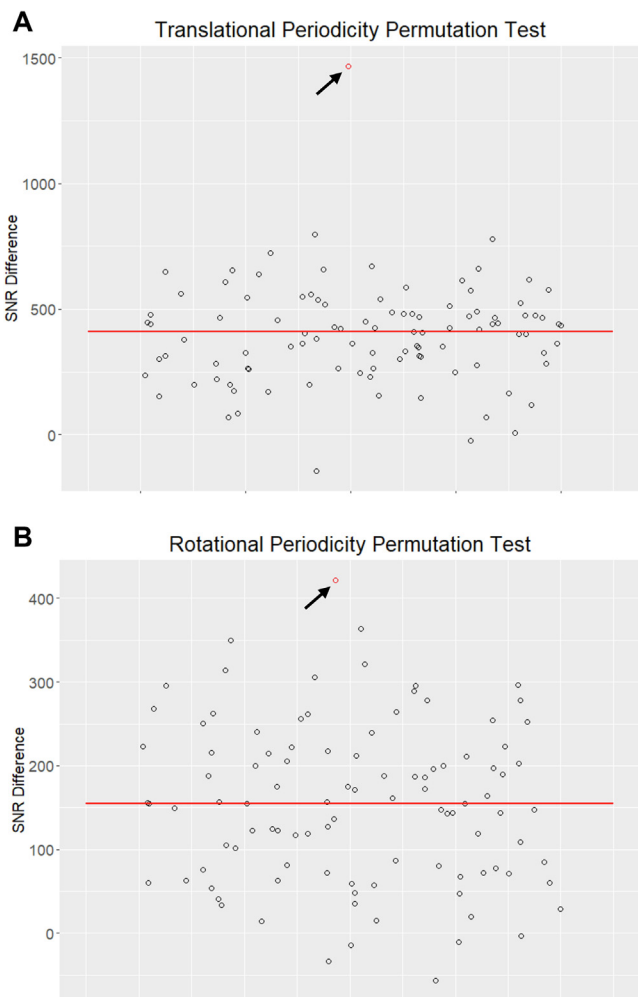 A
Translational Periodicity Permutation Test
1500
1000
500
0
SNR Difference
B
Rotational Periodicity Permutation Test
400
300
200
100
0
SNR Difference